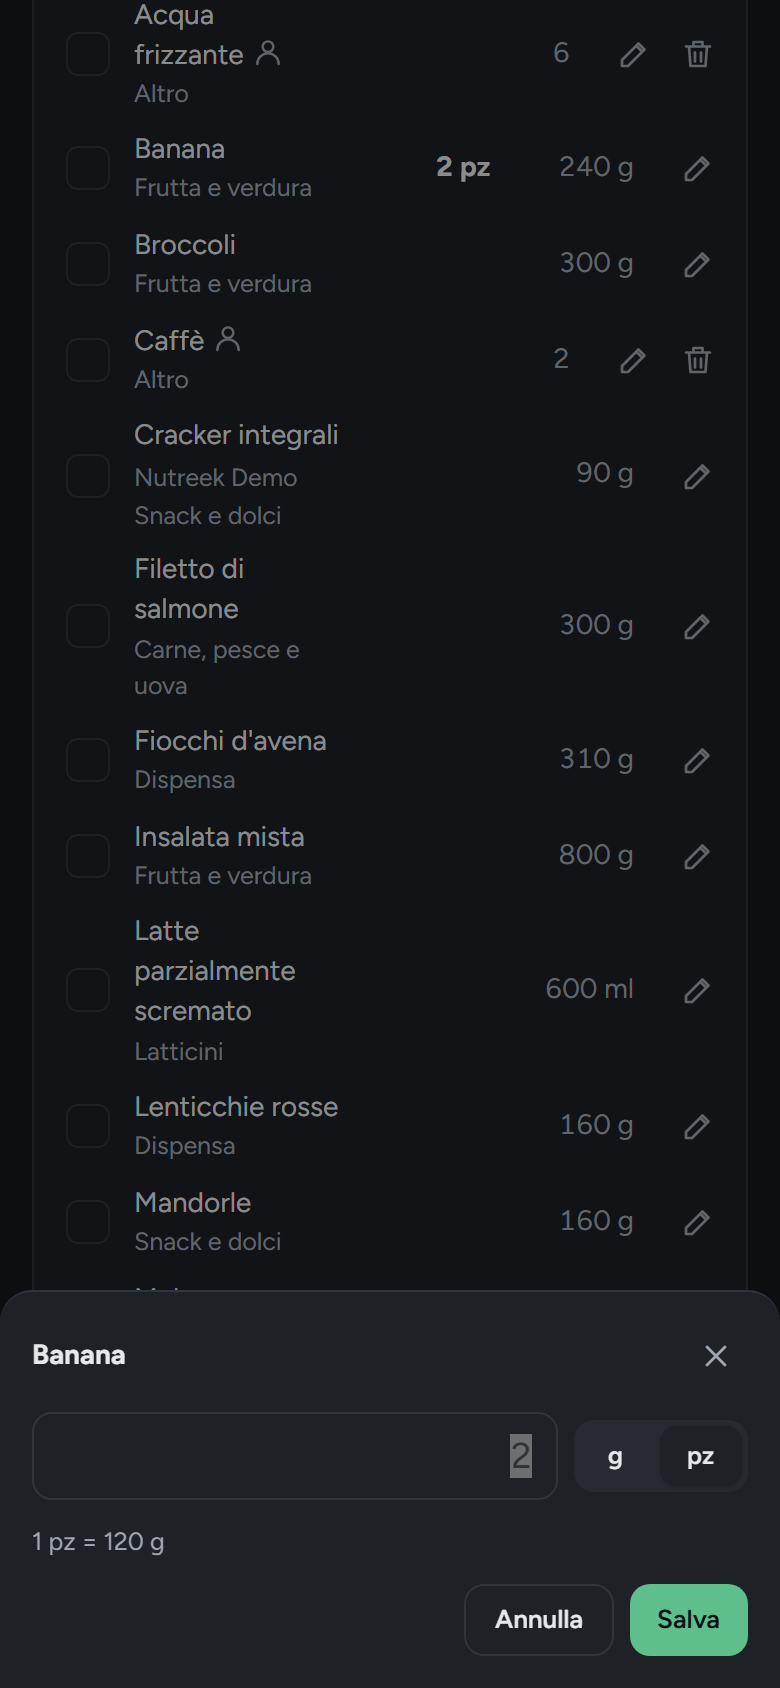 Acqua
frizzante
6
Altro
Banana
2 pz
240 g
Frutta e verdura
Broccoli
300 g
Frutta e verdura
Caffè
2
Altro
Cracker integrali
90 g
Nutreek Demo
Snack e dolci
Filetto di
salmone
300 g
Carne, pesce e
uova
Fiocchi d'avena
310 g
Dispensa
Insalata mista
800 g
Frutta e verdura
Latte
parzialmente
600 ml
scremato
Latticini
Lenticchie rosse
160 g
Dispensa
Mandorle
160 g
Snack e dolci
Banana
2
g
pz
1 pz = 120 g
Annulla
Salva